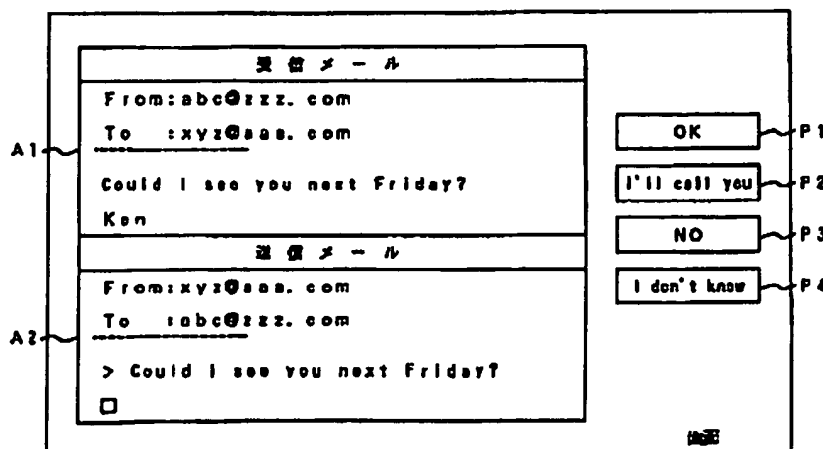 受信メール
From:abc@zzz.com
To :xyz@aaa.com
Could I see you next Friday?
Ken
送信メール
From:xyz@aaa.com
To :abc@zzz.com
> Could I see you next Friday?
A1
A2
OK
P1
I'll call you
P2
NO
P3
I don't know
P4
画面